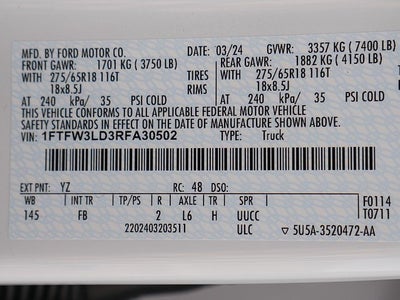 MFD. BY FORD MOTOR CO. 03/24 GVWR: 3357 KG ( 7400 LB)
FRONT GAWR: 1701 KG ( 3750 LB) REAR GAWR: 1882 KG ( 4150 LB)
WITH 275/65R18 116T TIRES WITH 275/65R18 116T
18x8.5J RIMS 18x8.5J
AT 240 kPa/ 35 PSI COLD AT 240 kPa/ 35 PSI COLD
THIS VEHICLE CONFORMS TO ALL APPLICABLE FEDERAL MOTOR VEHICLE
SAFETY STANDARDS IN EFFECT ON THE DATE OF MANUFACTURE SHOWN ABOVE.
VIN: 1FTFW3LD3RFA30502 TYPE: Truck
EXT PNT: YZ RC: 48 DSO: F0114
WB INT TR TP/PS R AXLE TR SPR T0711
145 FB 2 L6 H UUCC
2202403203511 ULC ▽ 5U5A-3520472-AA